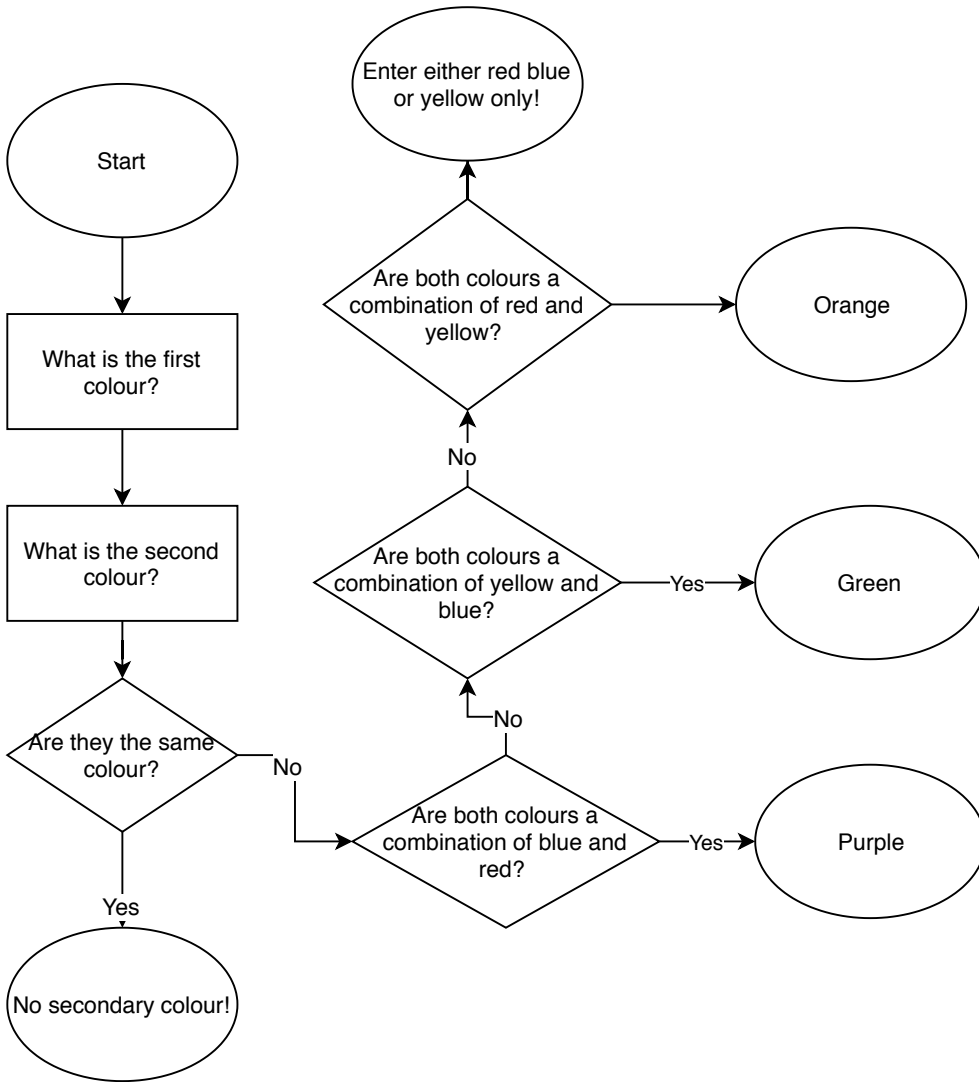 Start
What is the first
colour?
What is the second
colour?
Are they the same
colour?
Yes
No secondary colour!
No
Are both colours a
combination of blue and
red?
Yes
Purple
No
Are both colours a
combination of yellow and
blue?
Yes
Green
No
Are both colours a
combination of red and
yellow?
Orange
Enter either red blue
or yellow only!